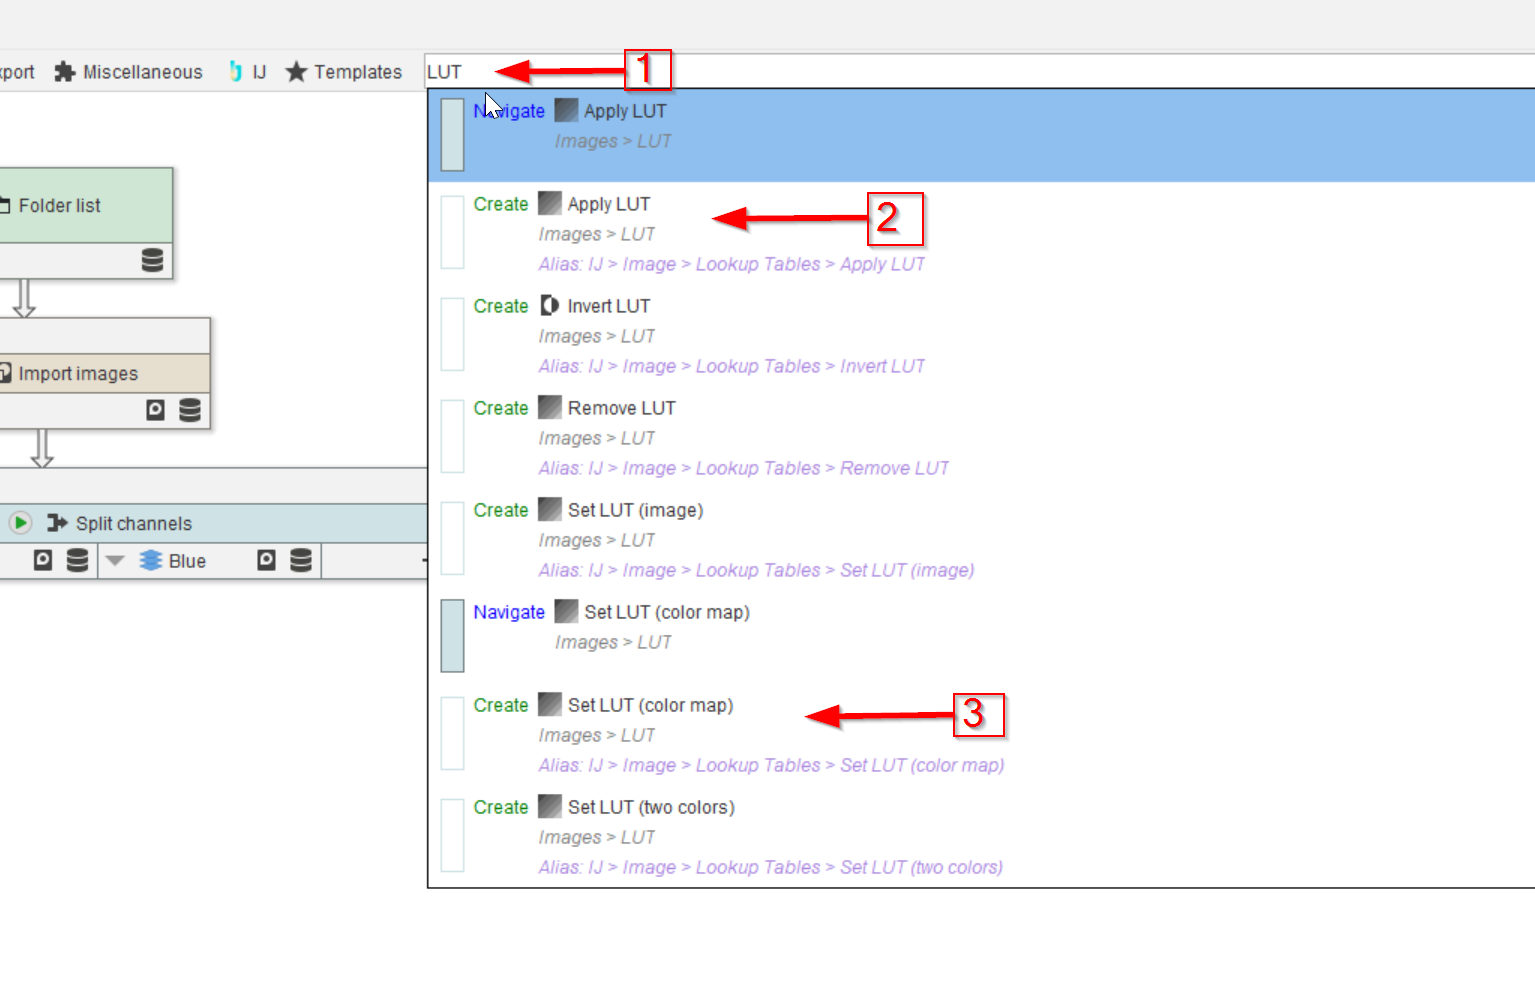 xport Miscellaneous IJ Templates LUT 1
Navigate Apply LUT
Images > LUT
Create Apply LUT 2
Images > LUT
Alias: IJ > Image > Lookup Tables > Apply LUT
Create Invert LUT
Images > LUT
Alias: IJ > Image > Lookup Tables > Invert LUT
Create Remove LUT
Images > LUT
Alias: IJ > Image > Lookup Tables > Remove LUT
Create Set LUT (image)
Images > LUT
Alias: IJ > Image > Lookup Tables > Set LUT (image)
Navigate Set LUT (color map)
Images > LUT
Create Set LUT (color map) 3
Images > LUT
Alias: IJ > Image > Lookup Tables > Set LUT (color map)
Create Set LUT (two colors)
Images > LUT
Alias: IJ > Image > Lookup Tables > Set LUT (two colors)
Folder list
Import images
Split channels
Blue